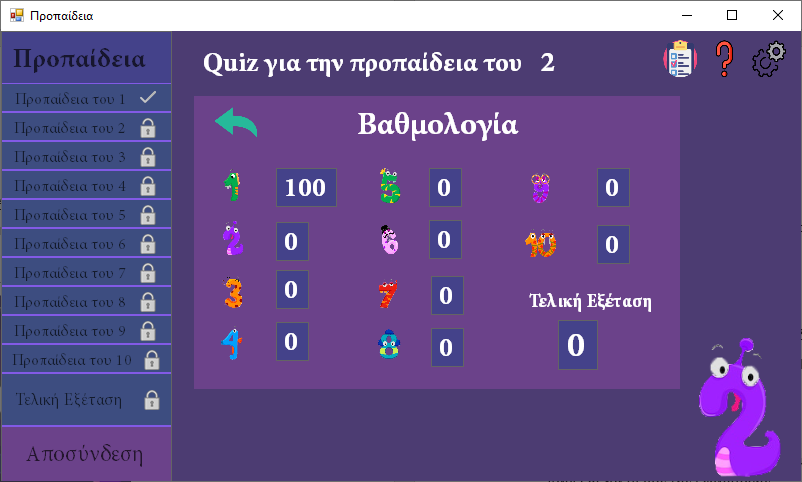 Προπαίδεια
Προπαίδεια
Προπαίδεια του 1
Προπαίδεια του 2
Προπαίδεια του 3
Προπαίδεια του 4
Προπαίδεια του 5
Προπαίδεια του 6
Προπαίδεια του 7
Προπαίδεια του 8
Προπαίδεια του 9
Προπαίδεια του 10
Τελική Εξέταση
Αποσύνδεση
Quiz για την προπαίδεια του 2
Βαθμολογία
1 100 5 0 9 0
2 0 6 0 10 0
3 0 7 0
Τελική Εξέταση
4 0 8 0
0
2